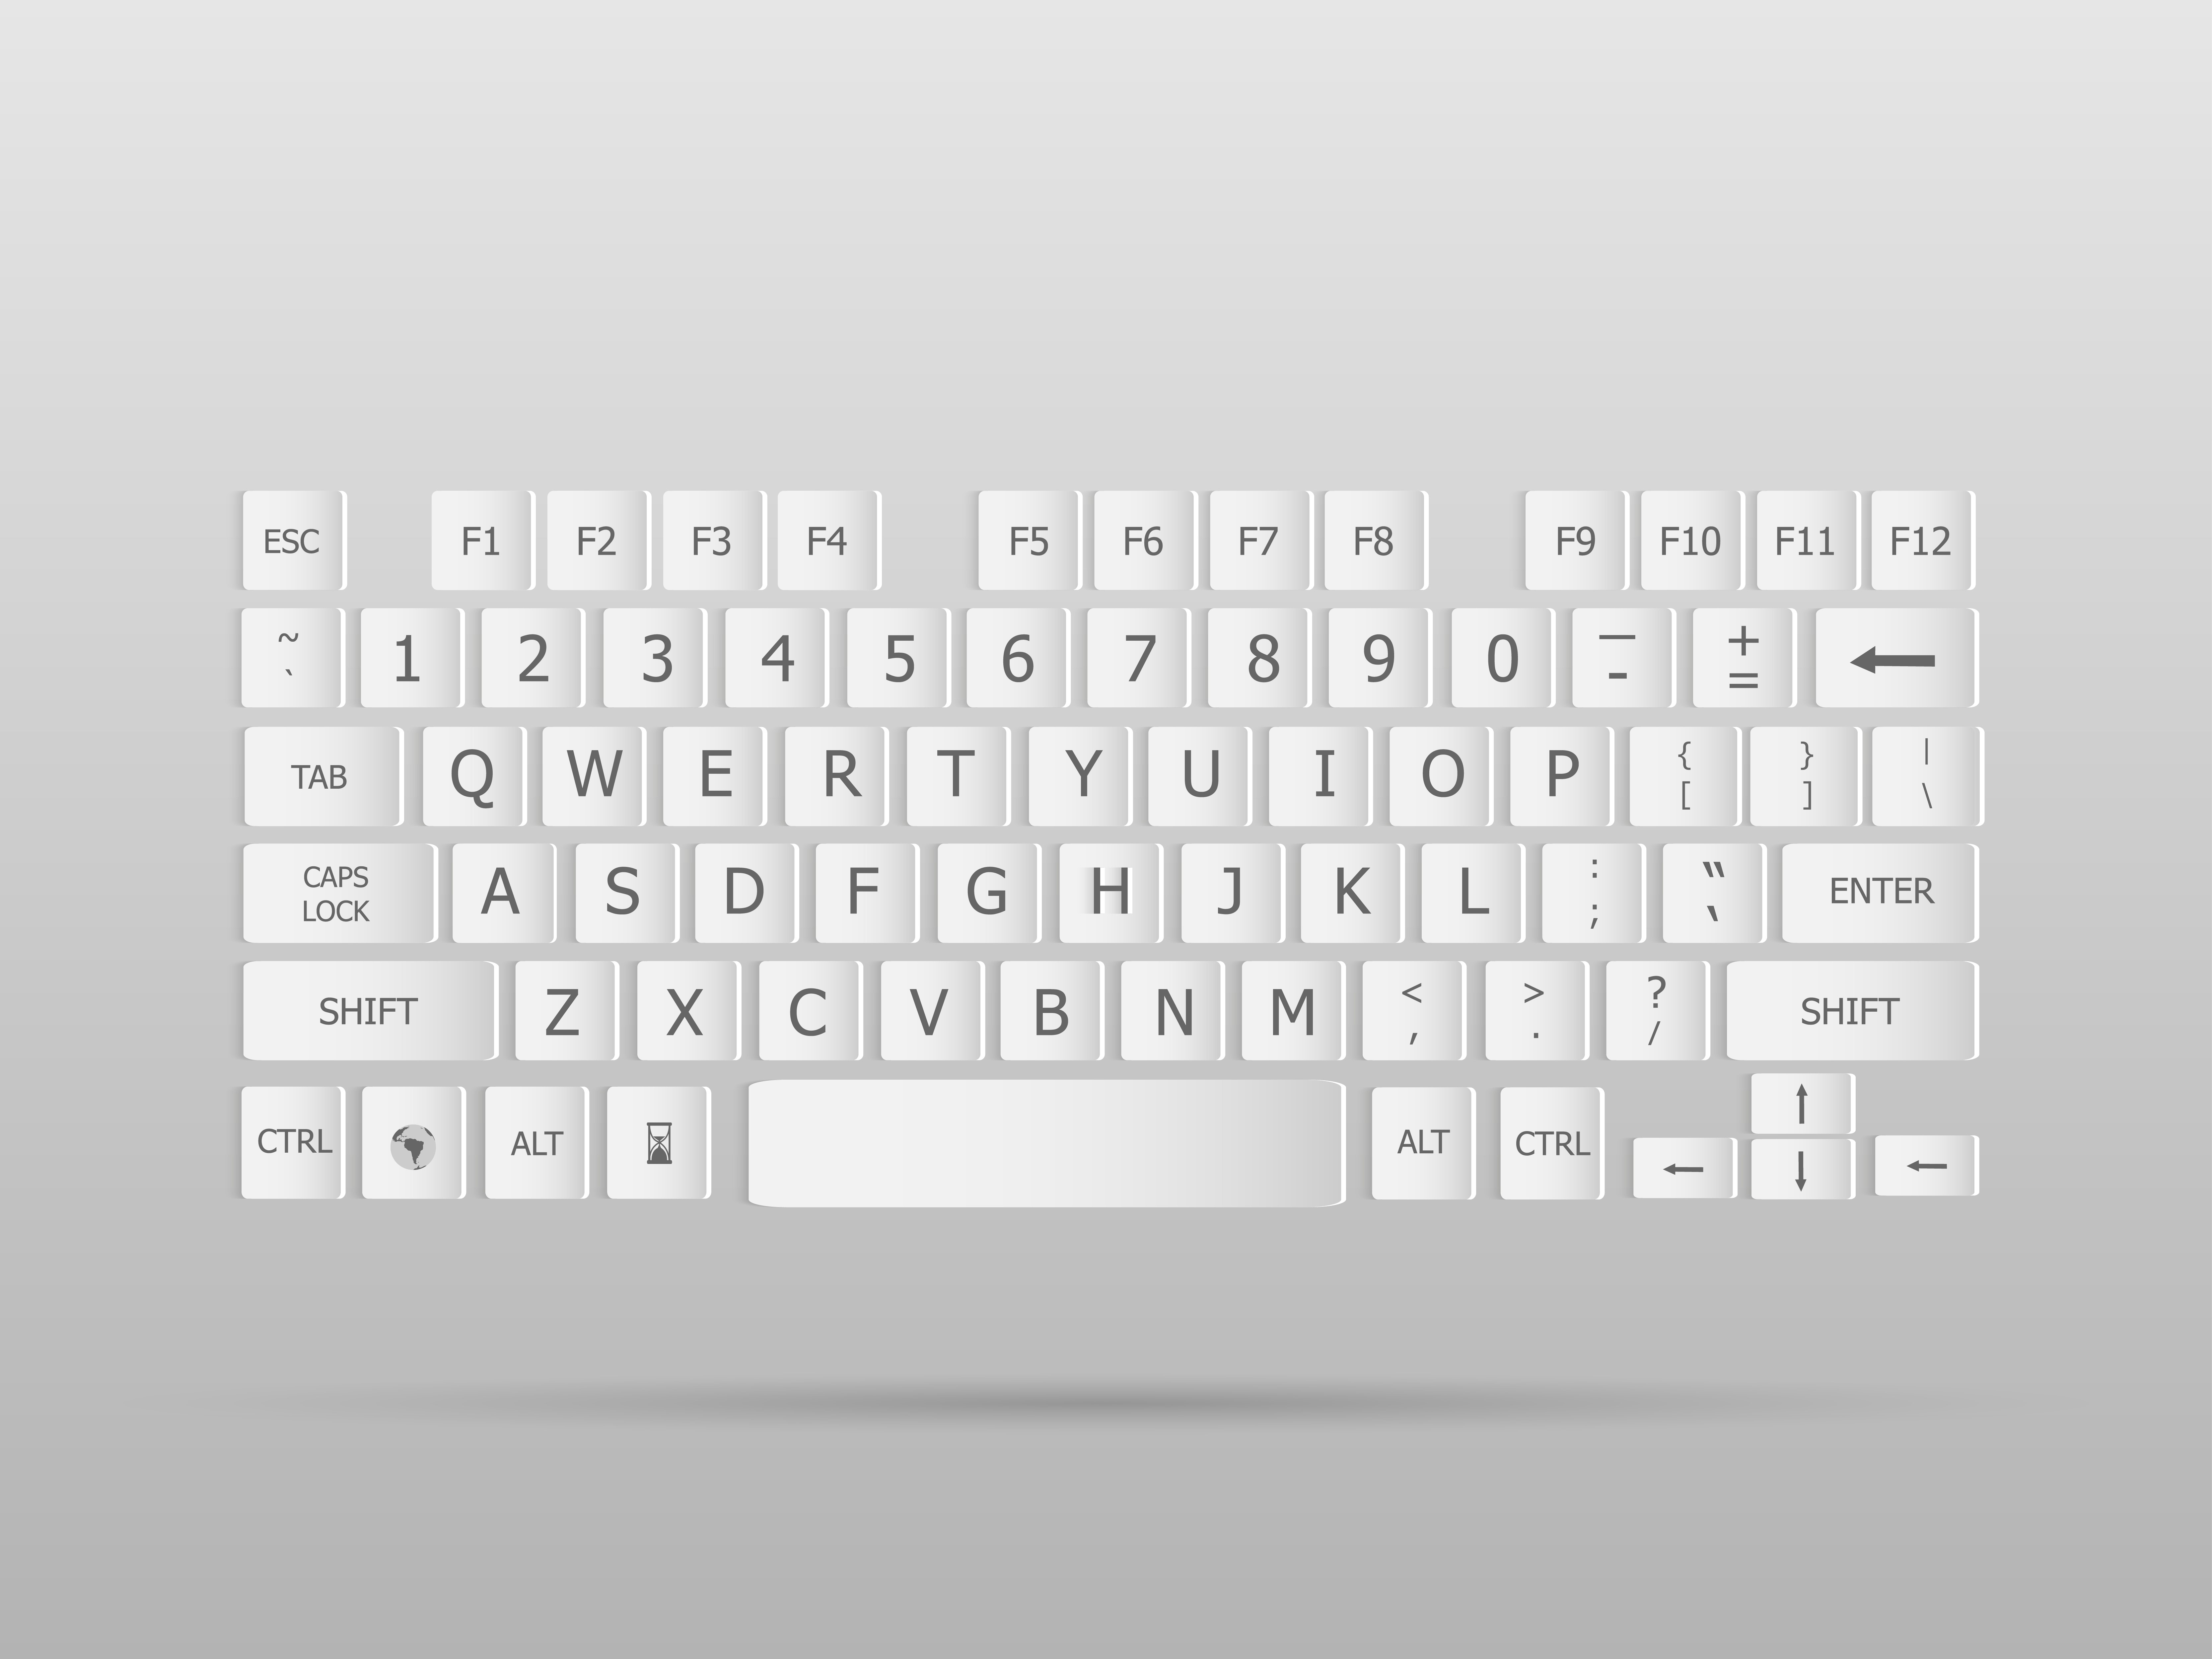 ESC F1 F2 F3 F4 F5 F6 F7 F8 F9 F10 F11 F12
~ ` 1 2 3 4 5 6 7 8 9 0 — - + = ←
TAB Q W E R T Y U I O P { [ } ] | \
CAPS LOCK A S D F G H J K L : ; “ ‛ ENTER
SHIFT Z X C V B N M < , > . ? / SHIFT
CTRL ALT ALT CTRL ← ↑ ↓ ←